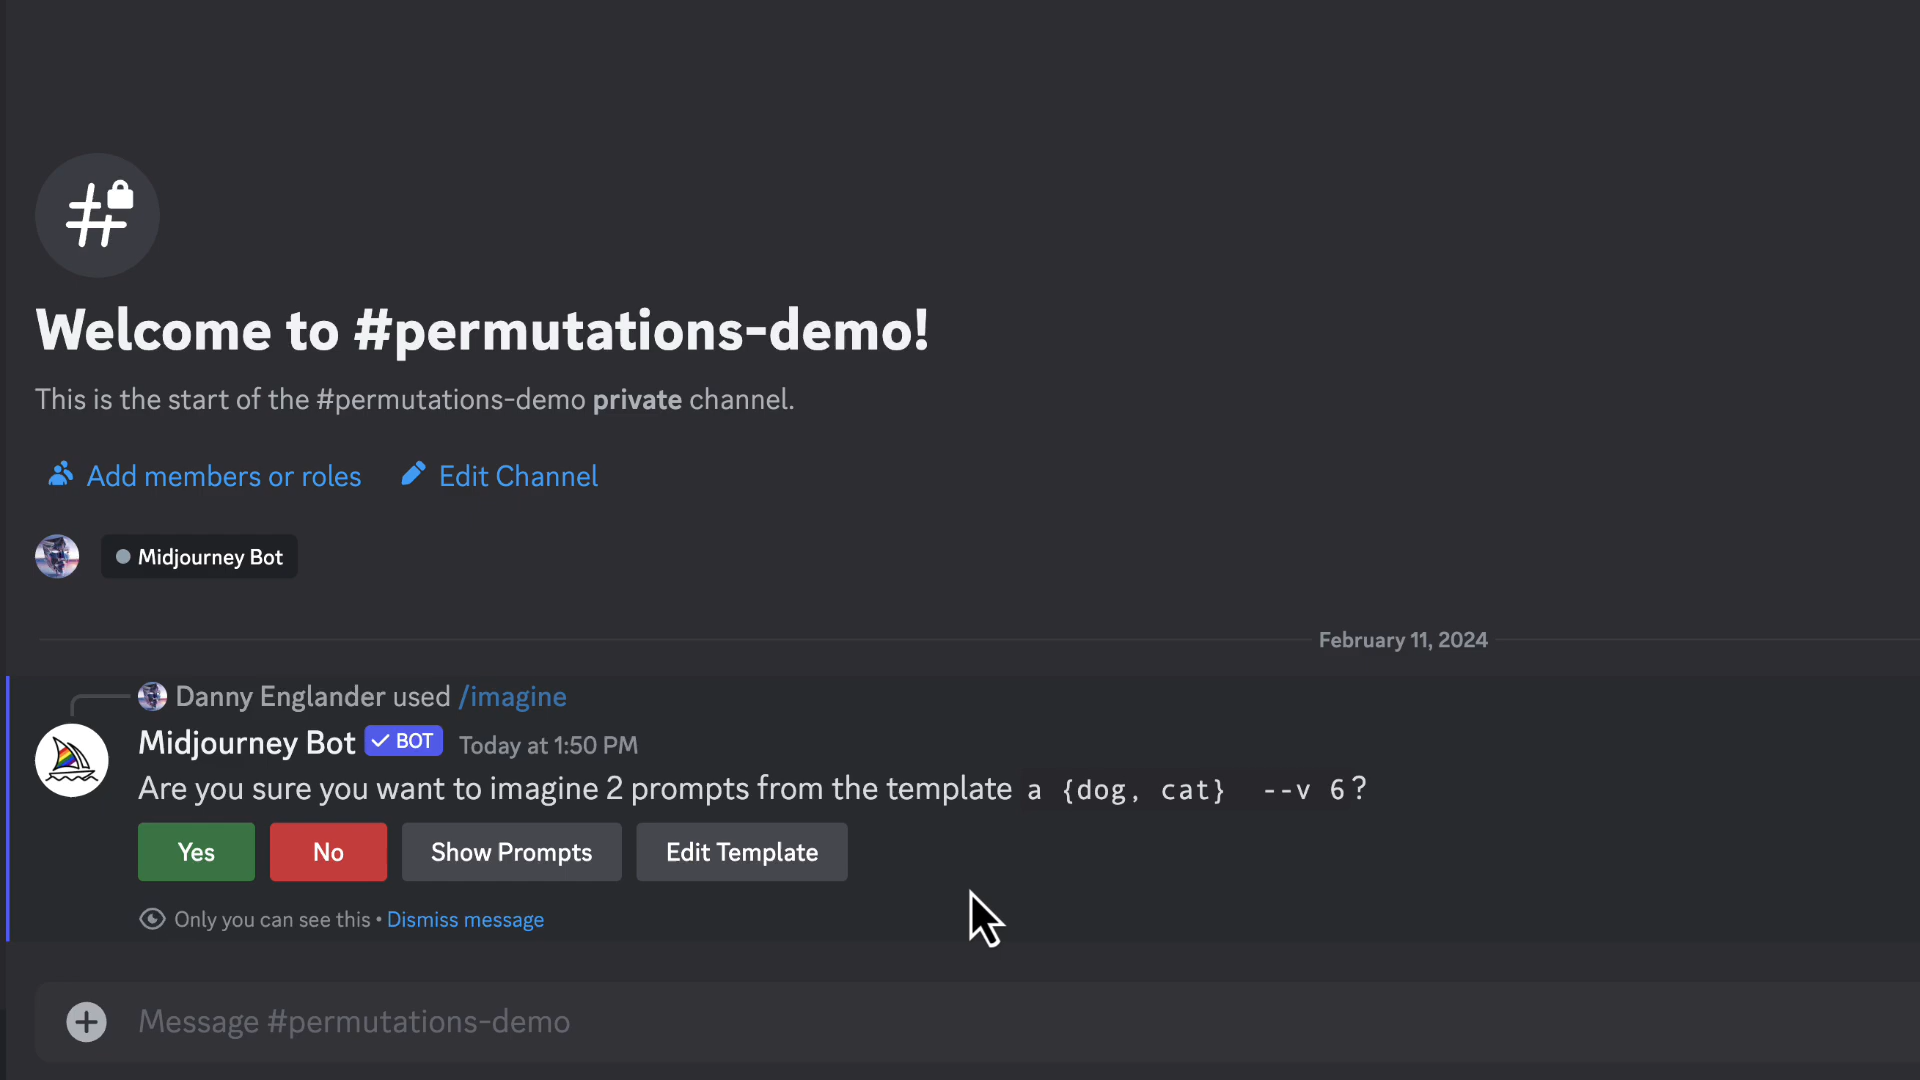 Welcome to #permutations-demo!
This is the start of the #permutations-demo private channel.
Add members or roles Edit Channel
Midjourney Bot
February 11, 2024
Danny Englander used /imagine
Midjourney Bot BOT Today at 1:50 PM
Are you sure you want to imagine 2 prompts from the template a {dog, cat}  --v 6?
Yes No Show Prompts Edit Template
Only you can see this • Dismiss message
Message #permutations-demo